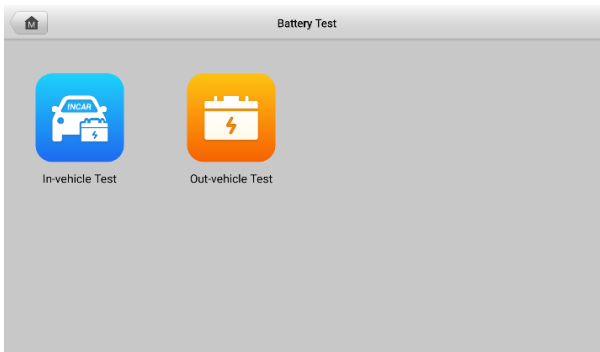 M
Battery Test
INCAR
In-vehicle Test
Out-vehicle Test